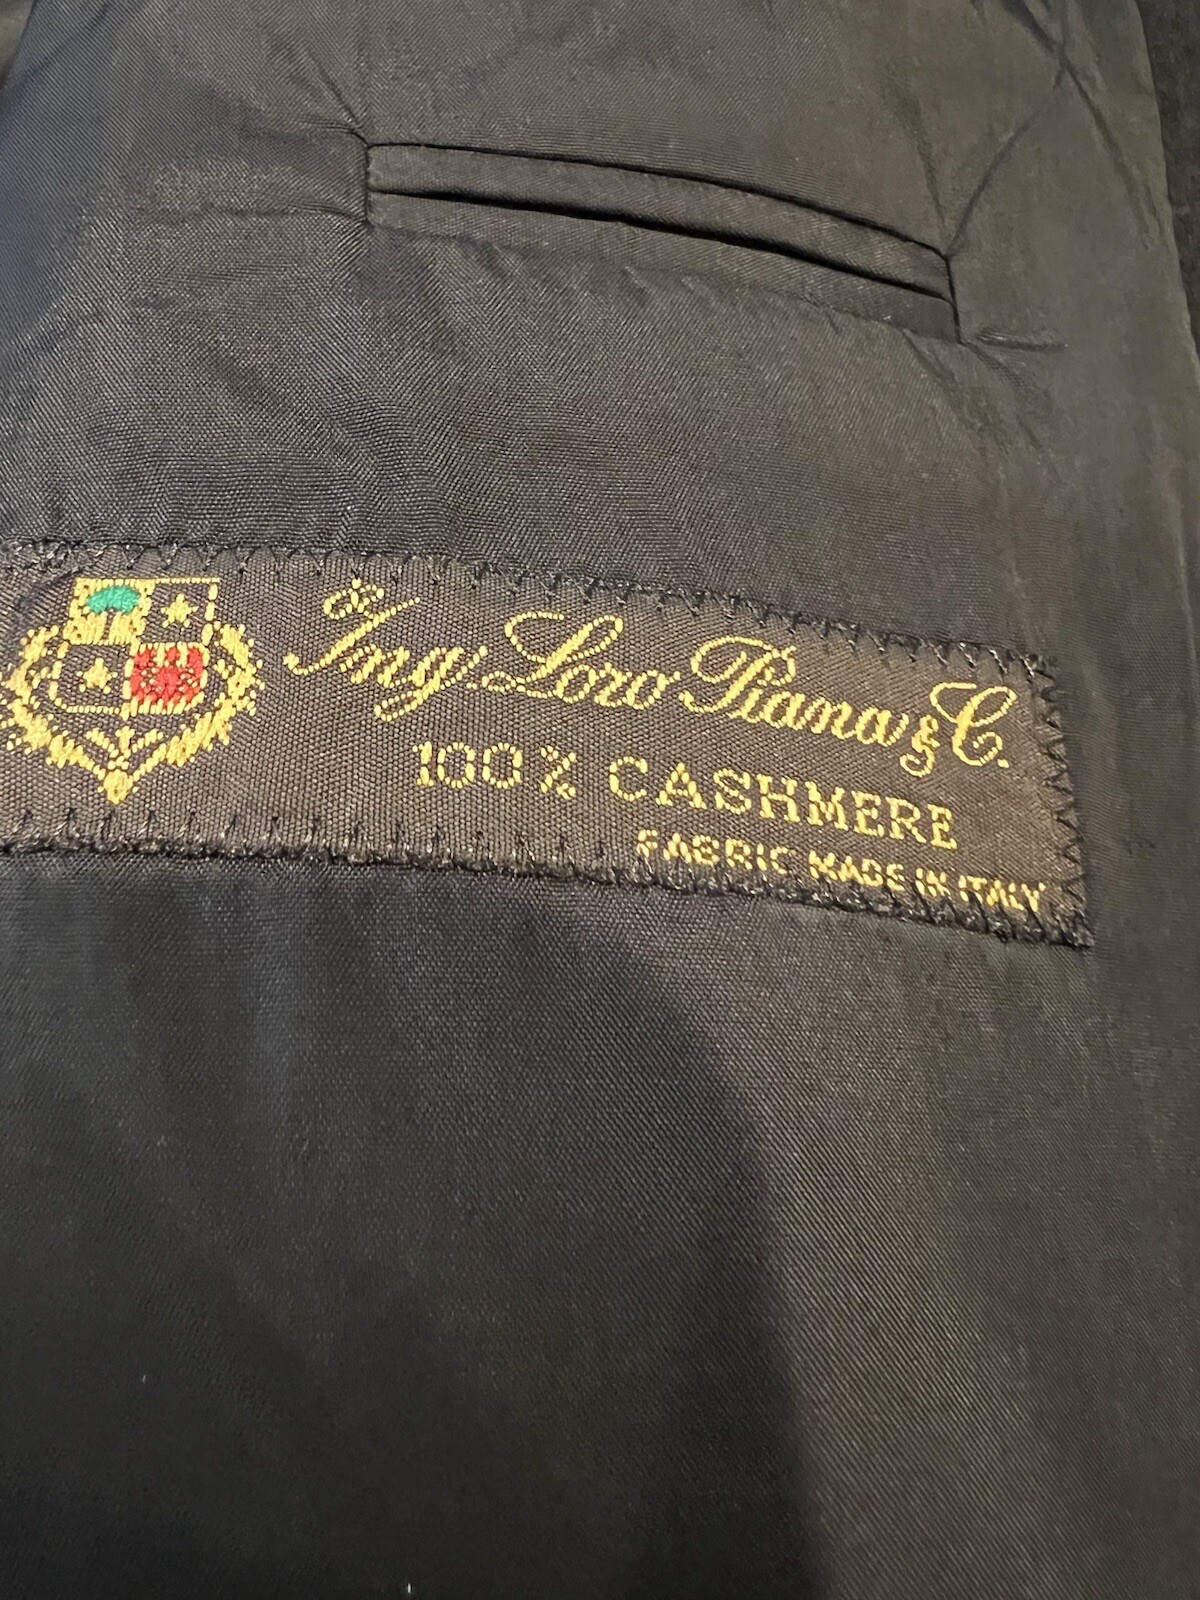 Ing. Loro Piana & C.
100% CASHMERE
FABRIC MADE IN ITALY